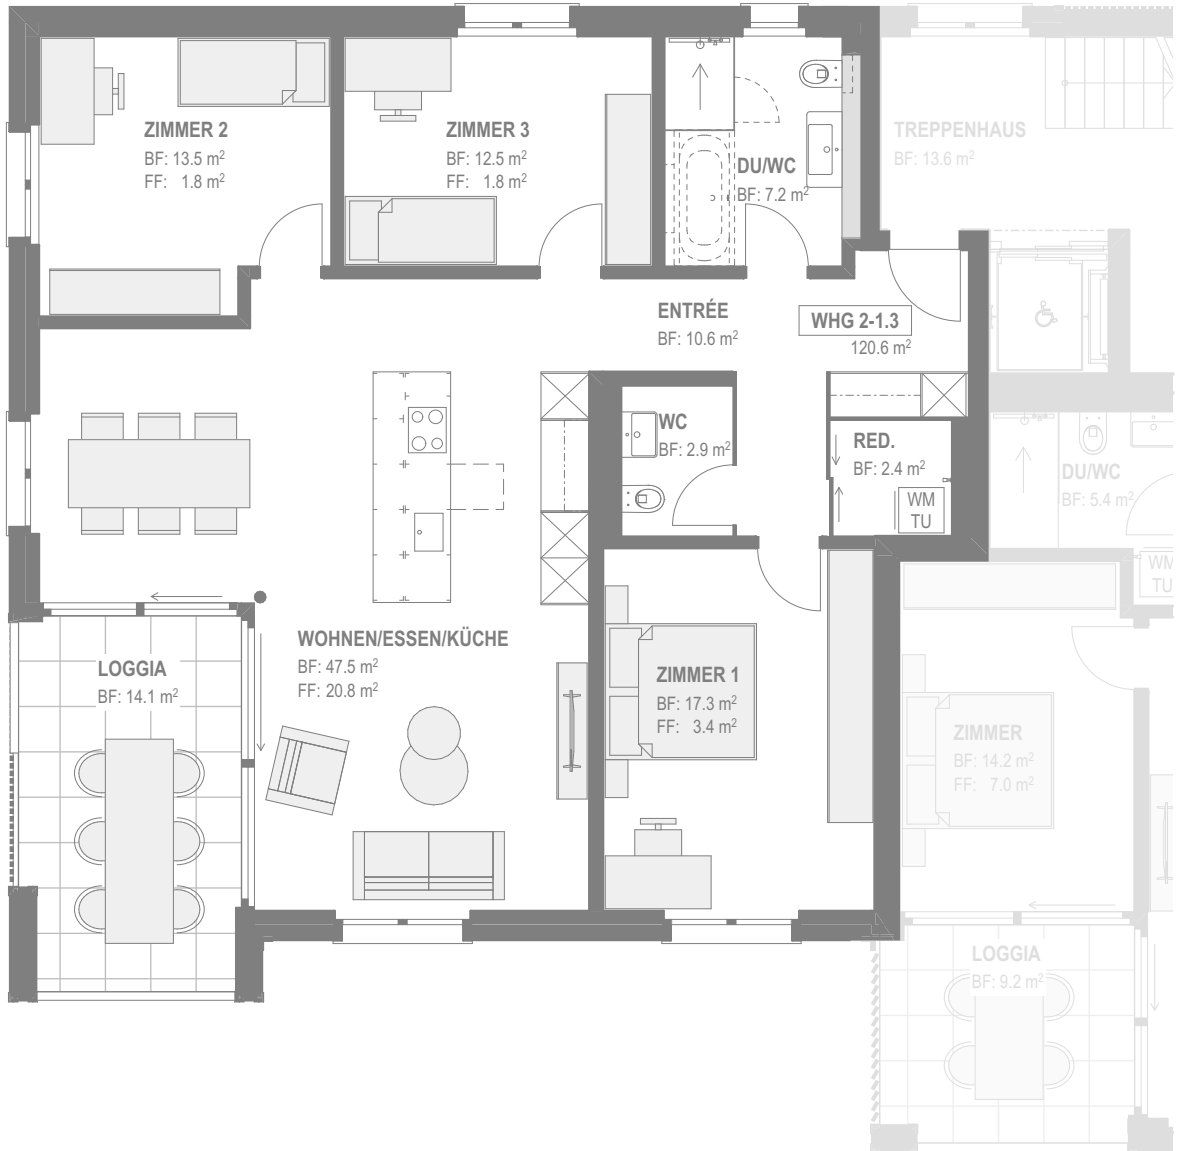 ZIMMER 2
BF: 13.5 m²
FF: 1.8 m²
ZIMMER 3
BF: 12.5 m²
FF: 1.8 m²
DU/WC
BF: 7.2 m²
TREPPENHAUS
BF: 13.6 m²
ENTRÉE
BF: 10.6 m²
WHG 2-1.3
120.6 m²
WC
BF: 2.9 m²
RED.
BF: 2.4 m²
WM
TU
DU/WC
BF: 5.4 m²
WM
TU
WOHNEN/ESSEN/KÜCHE
BF: 47.5 m²
FF: 20.8 m²
LOGGIA
BF: 14.1 m²
ZIMMER 1
BF: 17.3 m²
FF: 3.4 m²
ZIMMER
BF: 14.2 m²
FF: 7.0 m²
LOGGIA
BF: 9.2 m²